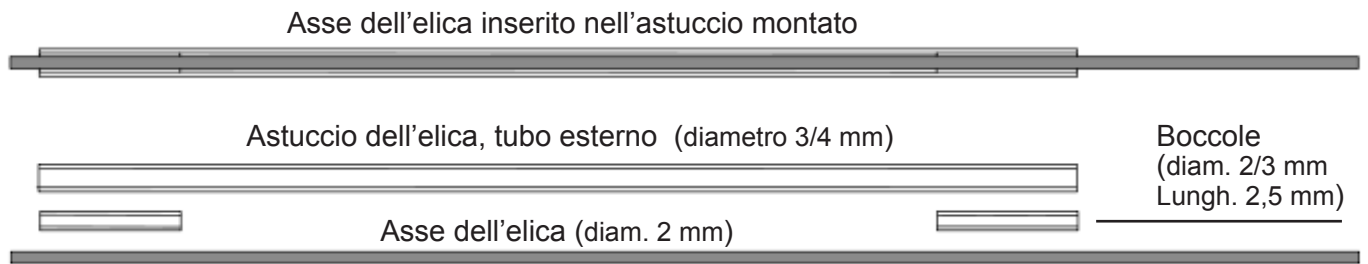 Asse dell’elica inserito nell’astuccio montato
Astuccio dell’elica, tubo esterno (diametro 3/4 mm)
Boccole
(diam. 2/3 mm
Lungh. 2,5 mm)
Asse dell’elica (diam. 2 mm)